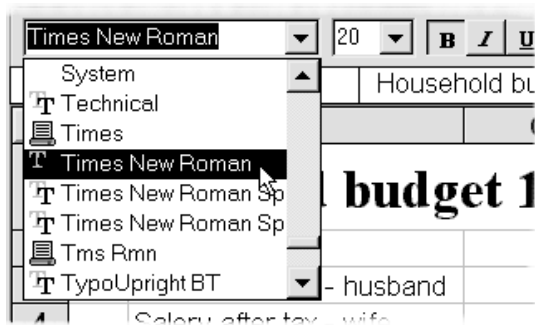 Times New Roman 20 B I U
System Household bu
Technical
Times
Times New Roman
Times New Roman Sp budget 1
Times New Roman Sp
Tms Rmn
TypoUpright BT - husband
4 Salary after tax - wife